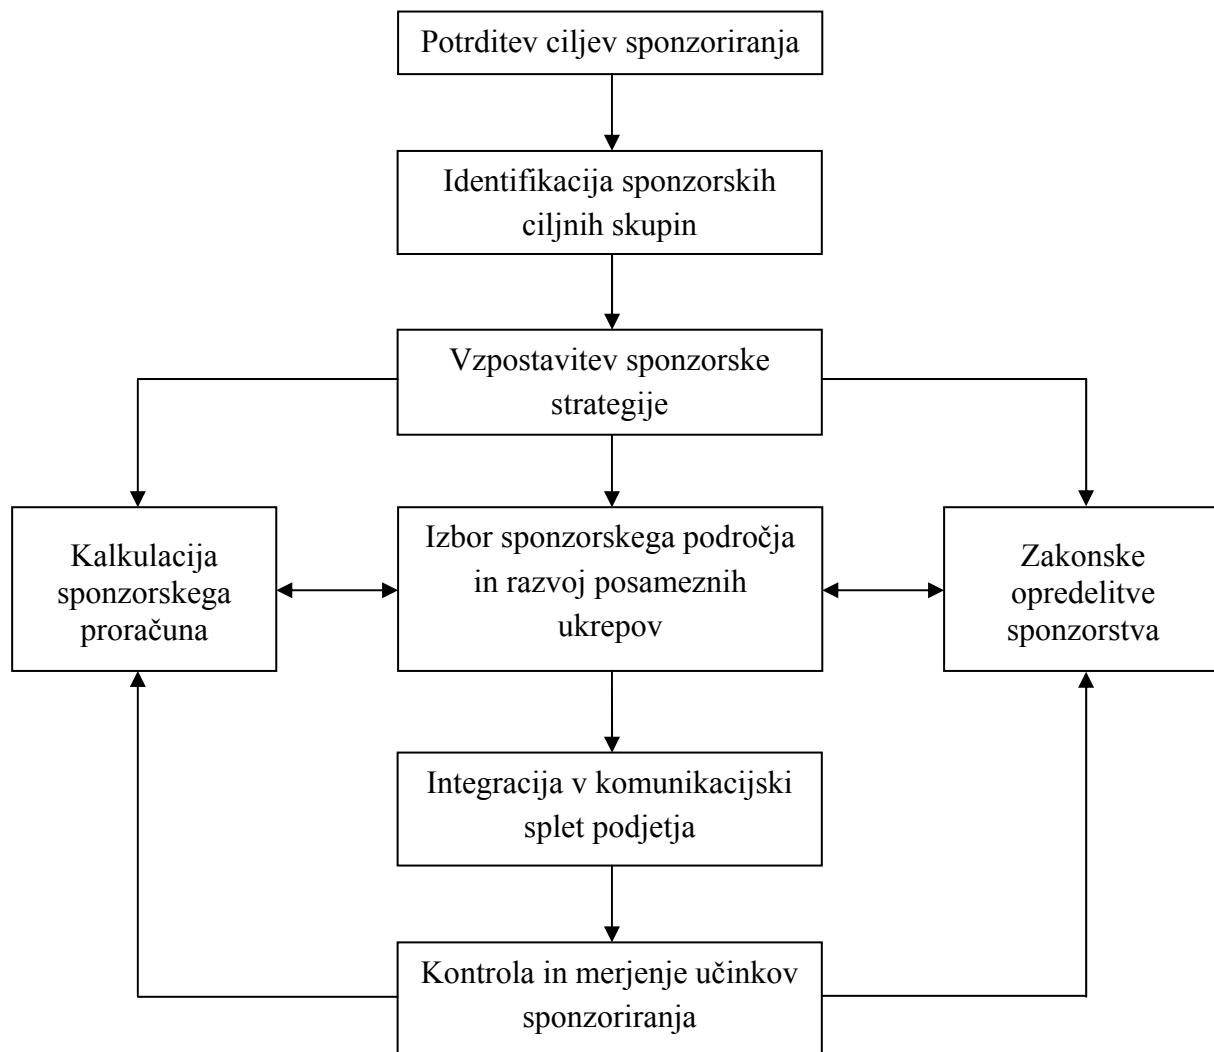 Potrditev ciljev sponzoriranja
Identifikacija sponzorskih
ciljnih skupin
Vzpostavitev sponzorske
strategije
Kalkulacija
sponzorskega
proračuna
Izbor sponzorskega področja
in razvoj posameznih
ukrepov
Zakonske
opredelitve
sponzorstva
Integracija v komunikacijski
splet podjetja
Kontrola in merjenje učinkov
sponzoriranja